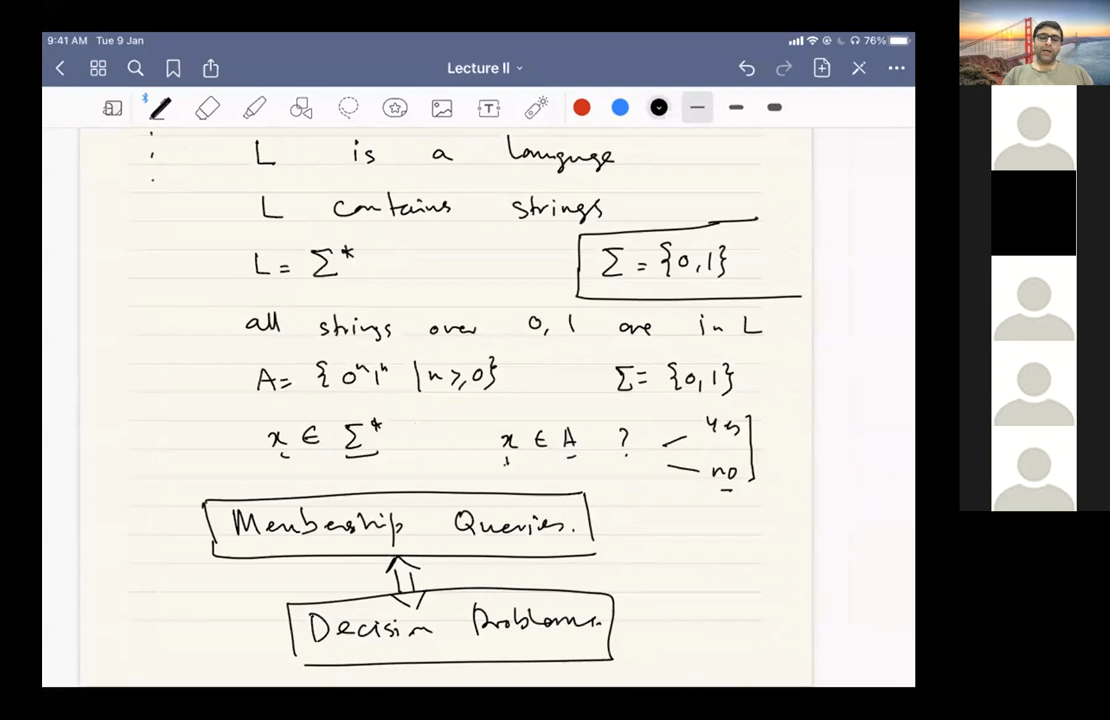 9:41 AM Tue 9 Jan
76%
Lecture II
T
L is a language
L contains strings
L = Σ*
Σ = {0,1}
all strings over 0, 1 are in L
A = { 0ⁿ1ⁿ | n ≥ 0}
Σ = {0,1}
x ∈ Σ*
x ∈ A ?
Yes
no
Membership Queries.
Decision Problems.